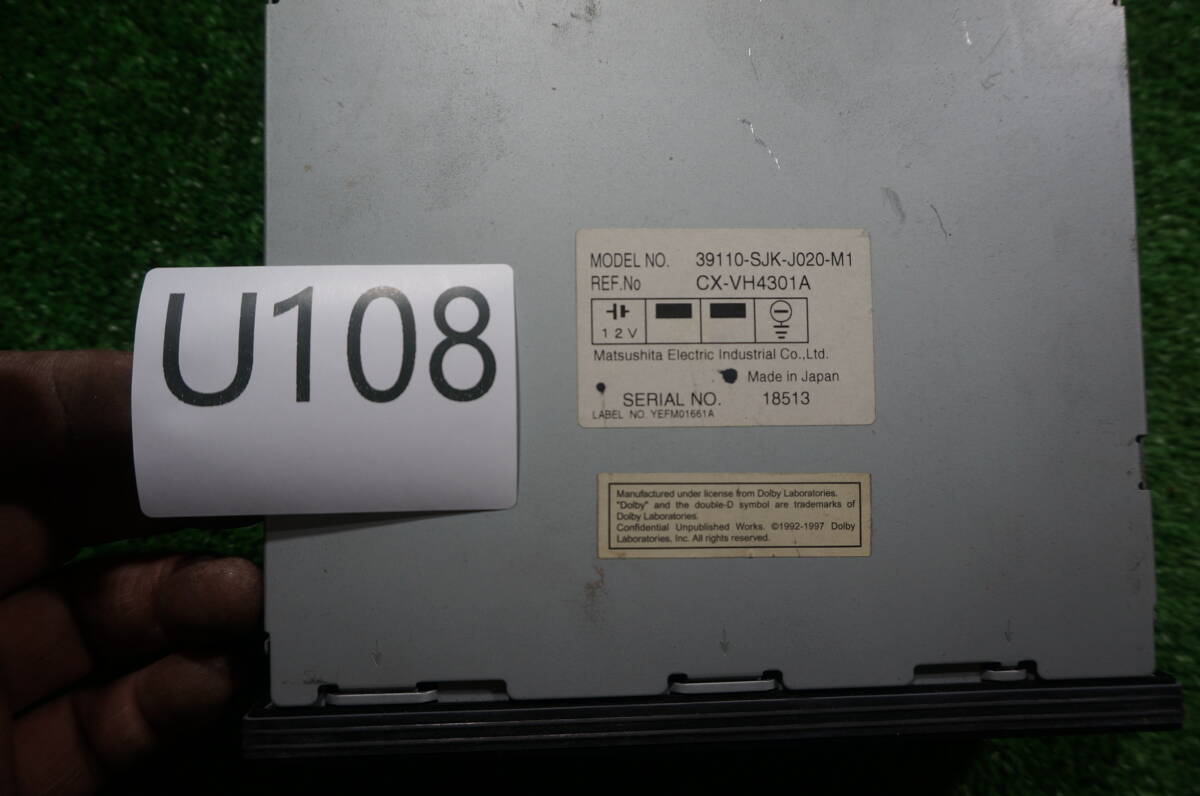 U108
MODEL NO. 39110-SJK-J020-M1
REF.No CX-VH4301A
12V
Matsushita Electric Industrial Co.,Ltd.
Made in Japan
SERIAL NO. 18513
LABEL NO. YEFM01661A
Manufactured under license from Dolby Laboratories.
"Dolby" and the double-D symbol are trademarks of
Dolby Laboratories.
Confidential Unpublished Works. ©1992-1997 Dolby
Laboratories, Inc. All rights reserved.